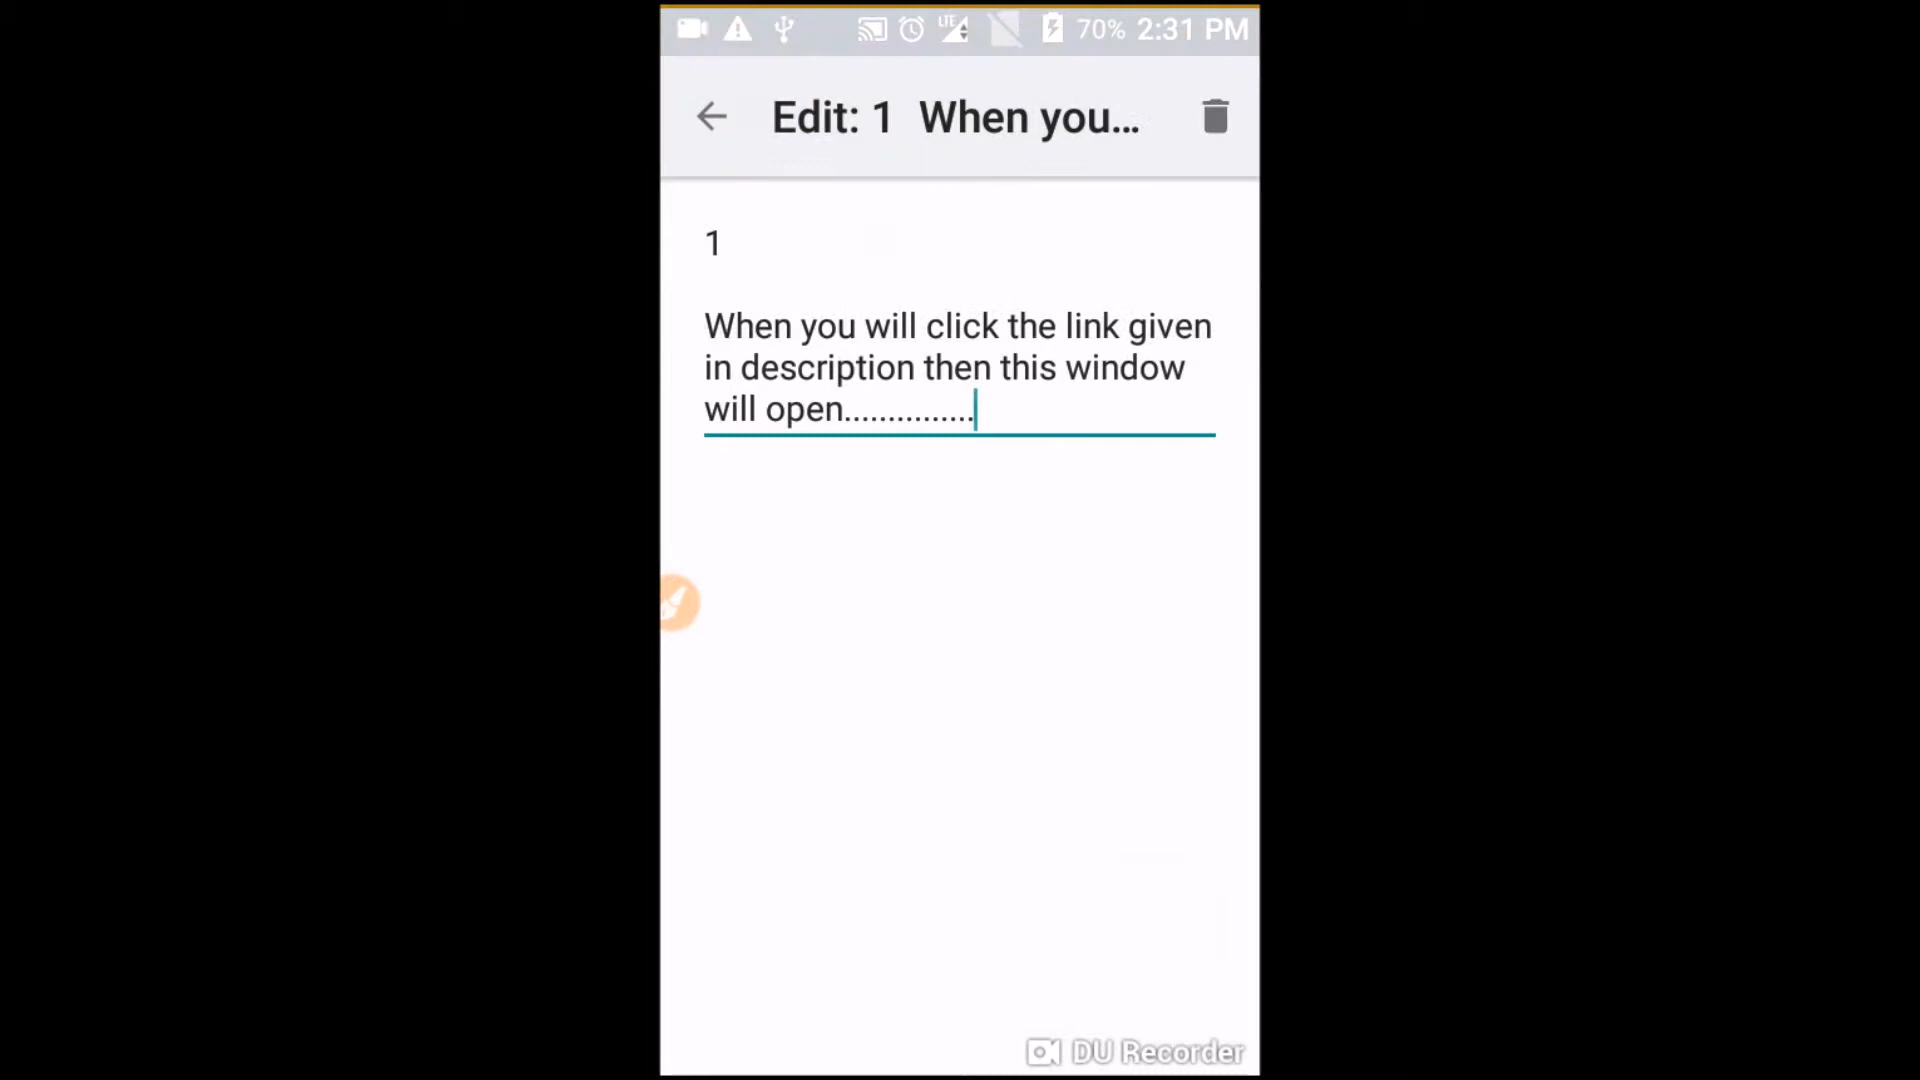 LTE 70% 2:31 PM
Edit: 1 When you...
1
When you will click the link given
in description then this window
will open...............
DU Recorder